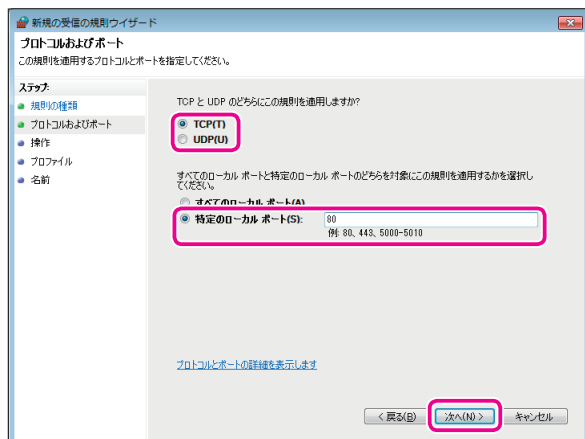 新規の受信の規則ウィザード
プロトコルおよびポート
この規則を適用するプロトコルとポートを指定してください。
ステップ:
規則の種類
プロトコルおよびポート
操作
プロファイル
名前
TCP と UDP のどちらにこの規則を適用しますか?
TCP(T)
UDP(U)
すべてのローカル ポートと特定のローカル ポートのどちらを対象にこの規則を適用するかを選択し
てください。
すべてのローカル ポート(A)
特定のローカル ポート(S):
80
例: 80、443、5000-5010
プロトコルとポートの詳細を表示します
< 戻る(B)
次へ(N) >
キャンセル